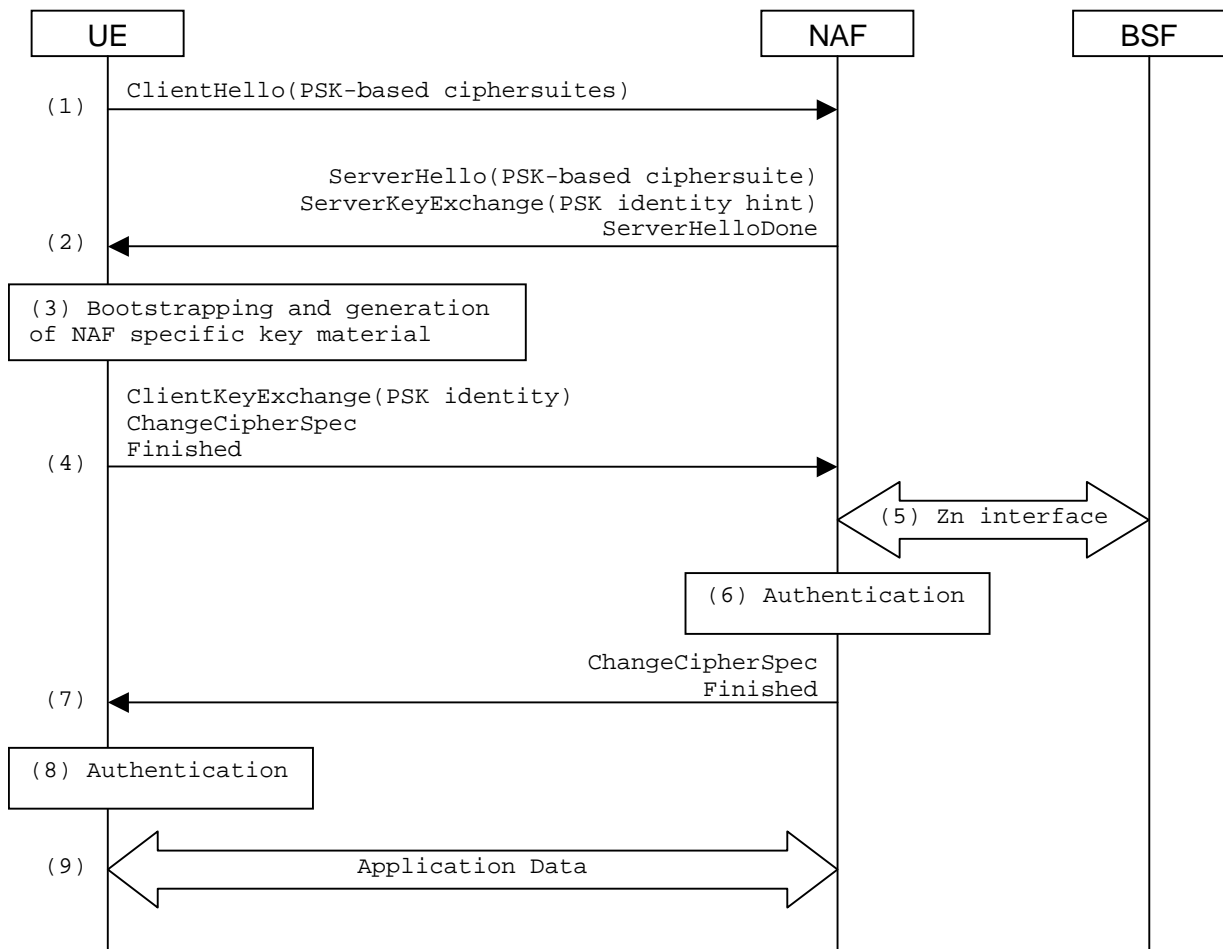 UE
NAF
BSF
(1)
ClientHello(PSK-based ciphersuites)
ServerHello(PSK-based ciphersuite)
ServerKeyExchange(PSK identity hint)
ServerHelloDone
(2)
(3) Bootstrapping and generation
of NAF specific key material
ClientKeyExchange(PSK identity)
ChangeCipherSpec
Finished
(4)
(5) Zn interface
(6) Authentication
ChangeCipherSpec
Finished
(7)
(8) Authentication
(9)
Application Data